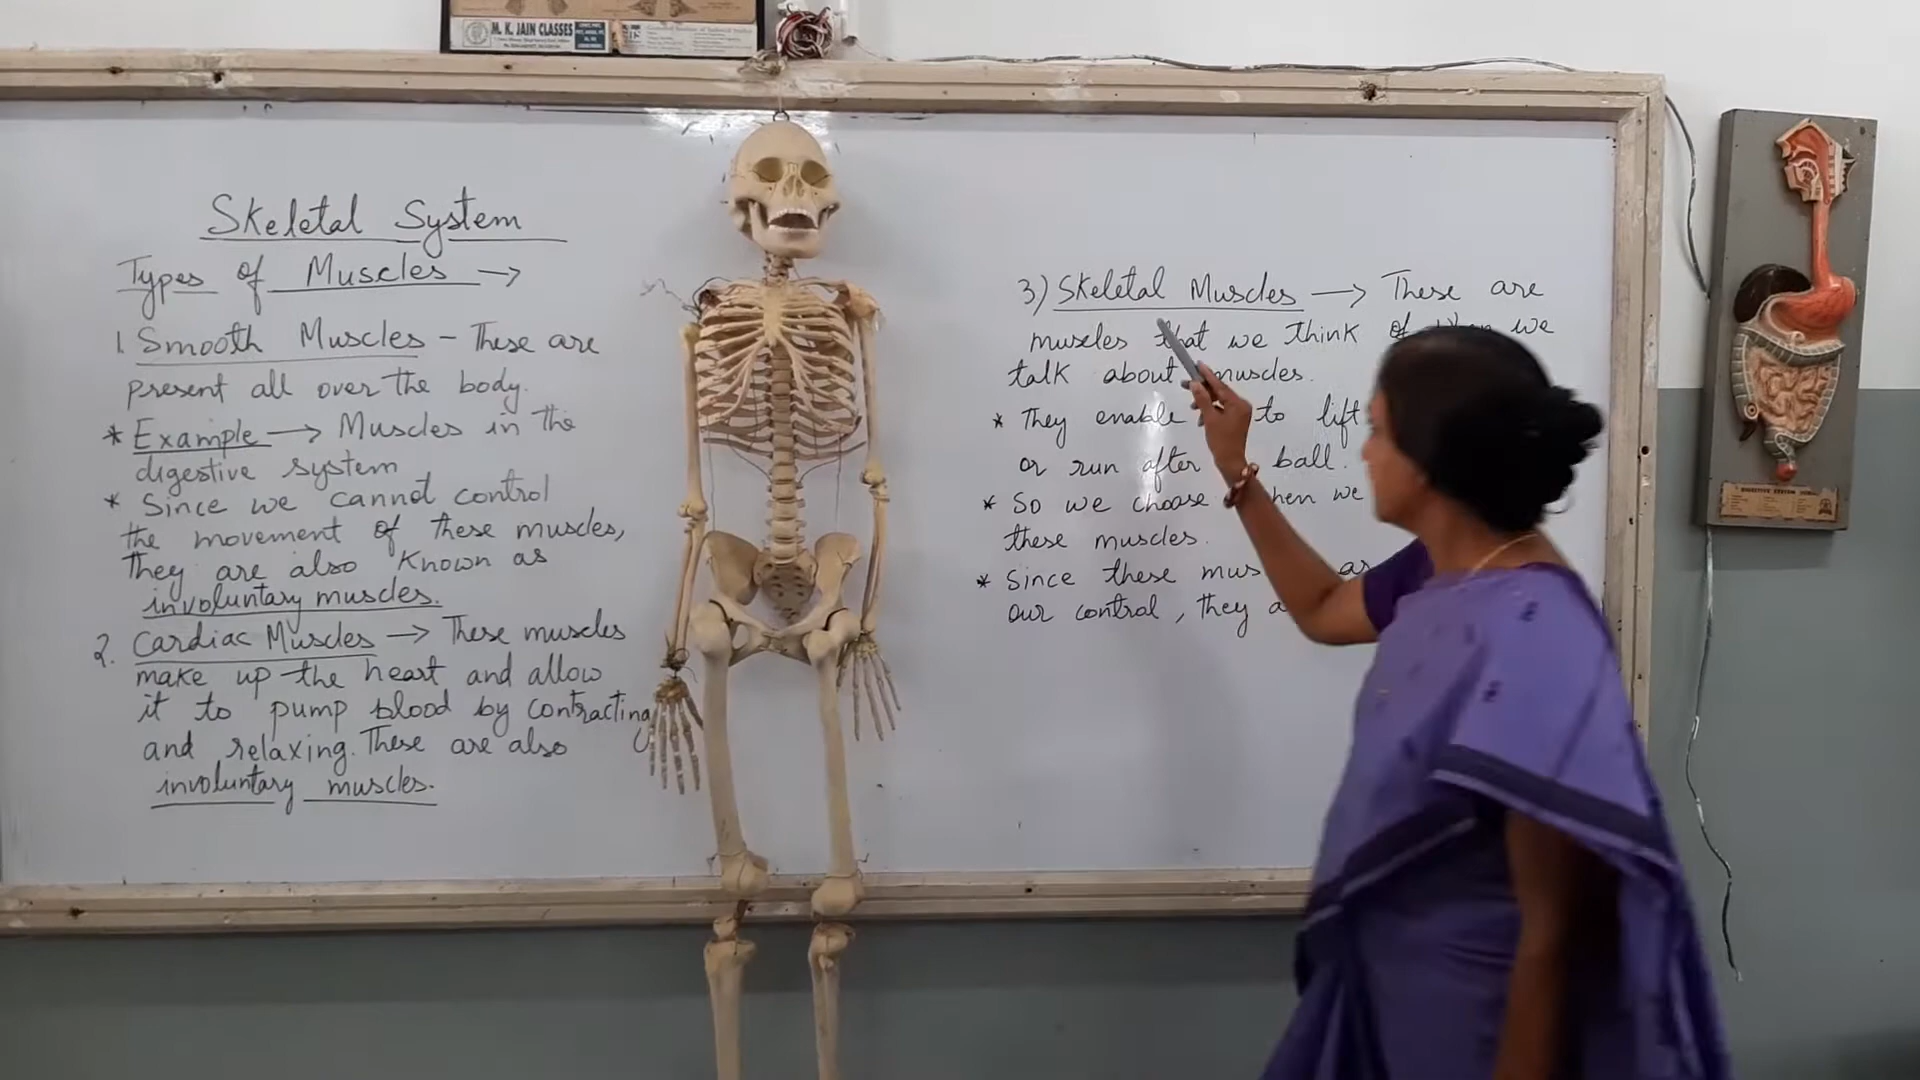 M. K. JAIN CLASSES
Skeletal System
Types of Muscles →
1. Smooth Muscles - These are
present all over the body.
* Example → Muscles in the
digestive system
* Since we cannot control
the movement of these muscles,
they are also known as
involuntary muscles.
2. Cardiac Muscles → These muscles
make up the heart and allow
it to pump blood by contracting
and relaxing. These are also
involuntary muscles.
3) Skeletal Muscles → These are
muscles that we think of when we
talk about muscles.
* They enable to lift
or run after ball.
* So we choose when we
these muscles.
* Since these
our control, they
DIGESTIVE SYSTEM